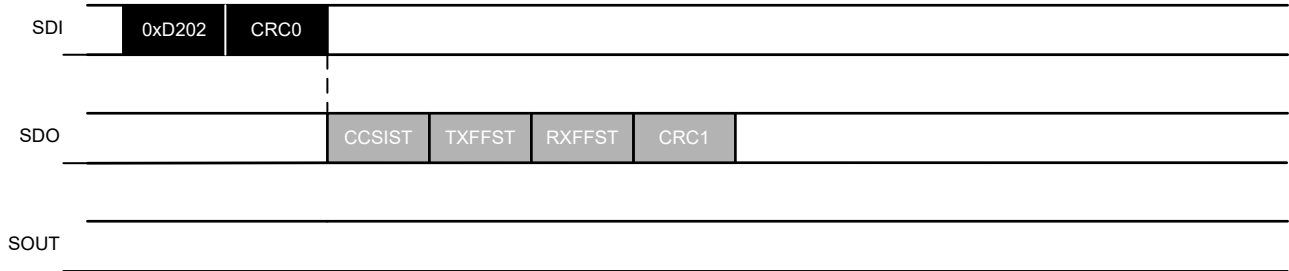 SDI 0xD202 CRC0
SDO CCSIST TXFFST RXFFST CRC1
SOUT